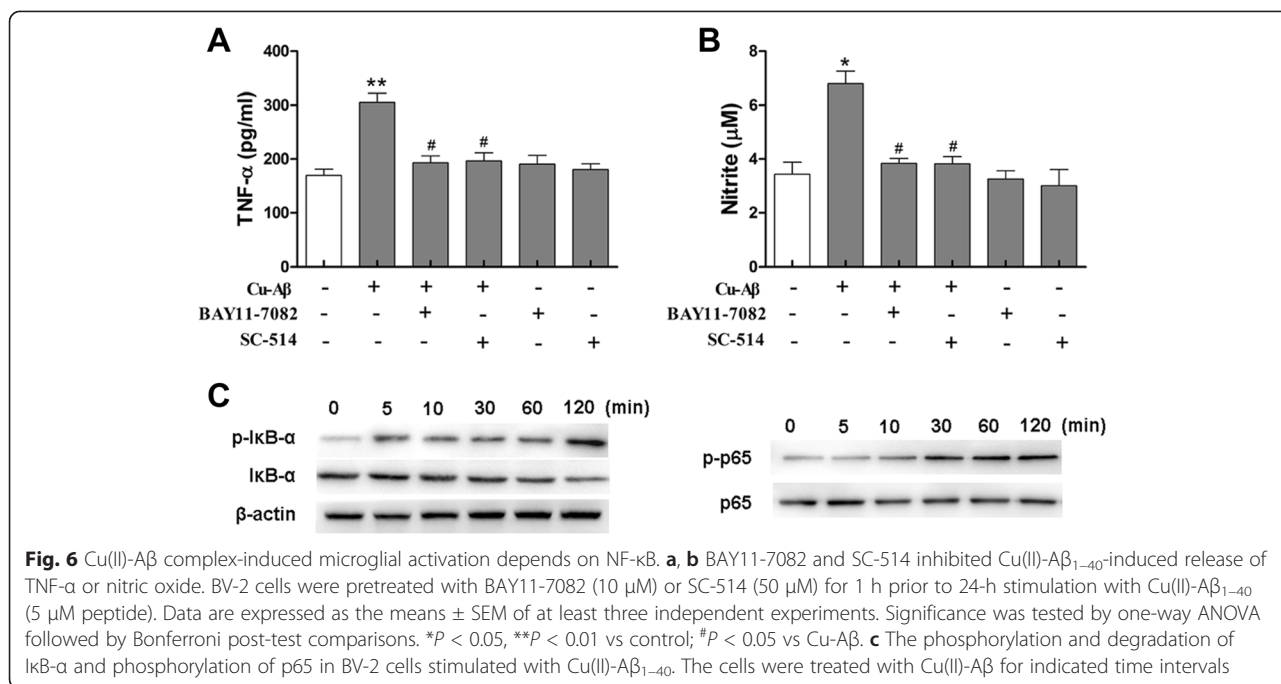 A
B
400
300
200
100
0
TNF-α (pg/ml)
**
#
#
8
6
4
2
0
Nitrite (μM)
*
#
#
Cu-Aβ - + + + - -
BAY11-7082 - - + - + -
SC-514 - - - + - +
Cu-Aβ - + + + - -
BAY11-7082 - - + - + -
SC-514 - - - + - +
C
0 5 10 30 60 120 (min)
p-IκB-α
IκB-α
β-actin
0 5 10 30 60 120 (min)
p-p65
p65
Fig. 6 Cu(II)-Aβ complex-induced microglial activation depends on NF-κB. a, b BAY11-7082 and SC-514 inhibited Cu(II)-Aβ1–40-induced release of
TNF-α or nitric oxide. BV-2 cells were pretreated with BAY11-7082 (10 μM) or SC-514 (50 μM) for 1 h prior to 24-h stimulation with Cu(II)-Aβ1–40
(5 μM peptide). Data are expressed as the means ± SEM of at least three independent experiments. Significance was tested by one-way ANOVA
followed by Bonferroni post-test comparisons. *P < 0.05, **P < 0.01 vs control; #P < 0.05 vs Cu-Aβ. c The phosphorylation and degradation of
IκB-α and phosphorylation of p65 in BV-2 cells stimulated with Cu(II)-Aβ1–40. The cells were treated with Cu(II)-Aβ for indicated time intervals